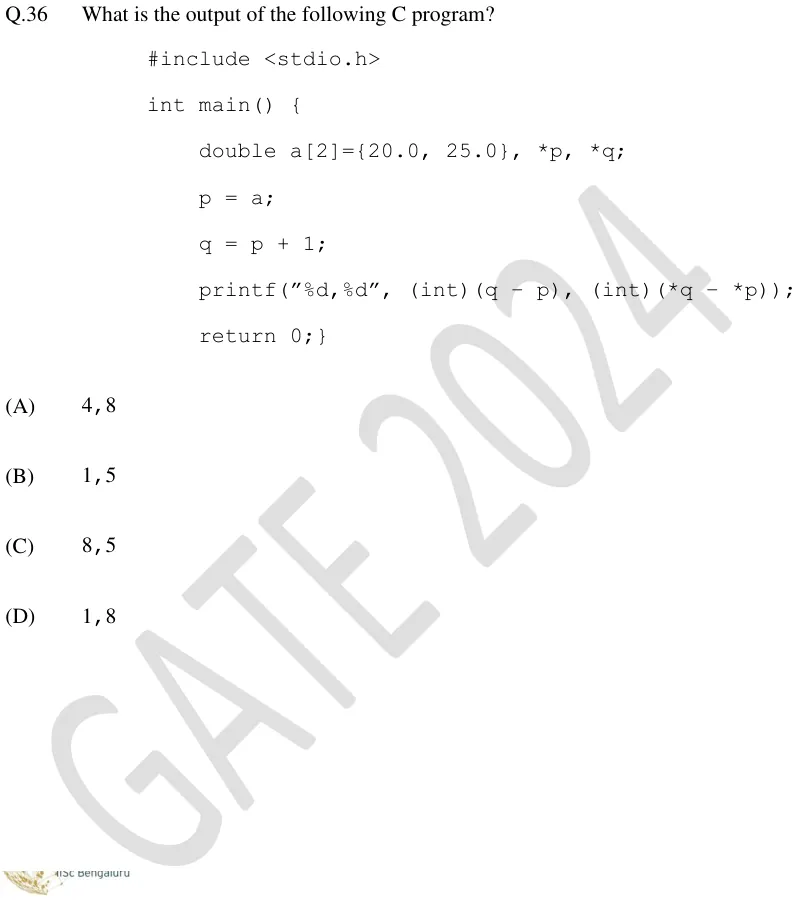 Q.36 What is the output of the following C program?
#include <stdio.h>
int main() {
double a[2]={20.0, 25.0}, *p, *q;
p = a;
q = p + 1;
printf(”%d,%d”, (int)(q - p), (int)(*q - *p));
return 0;}
(A) 4,8
(B) 1,5
(C) 8,5
(D) 1,8
GATE 2024
IISc Bengaluru